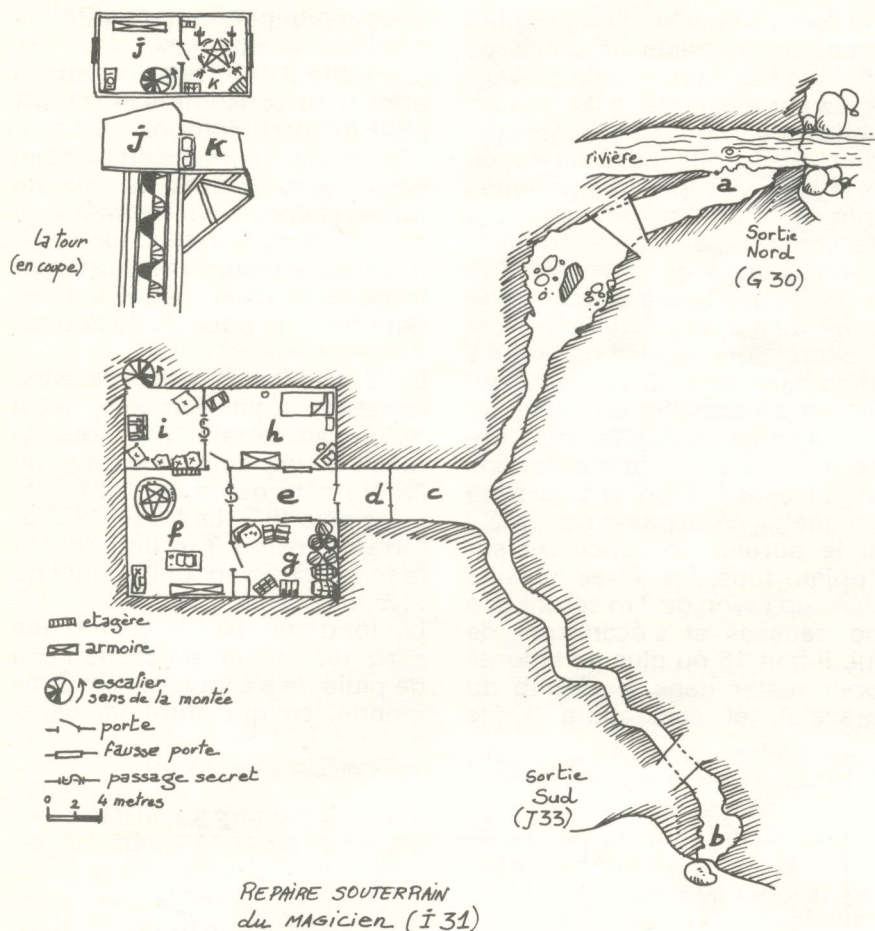 j
K
j
K
La tour
(en coupe)
rivière
a
Sortie
Nord
(G 30)
i
$
h
f
$
e
d
c
g
etagère
armoire
escalier
sens de la montée
porte
fausse porte
passage secret
0 2 4 metres
Sortie
Sud
(J33)
b
REPAIRE SOUTERRAIN
du MAGICIEN (I 31)